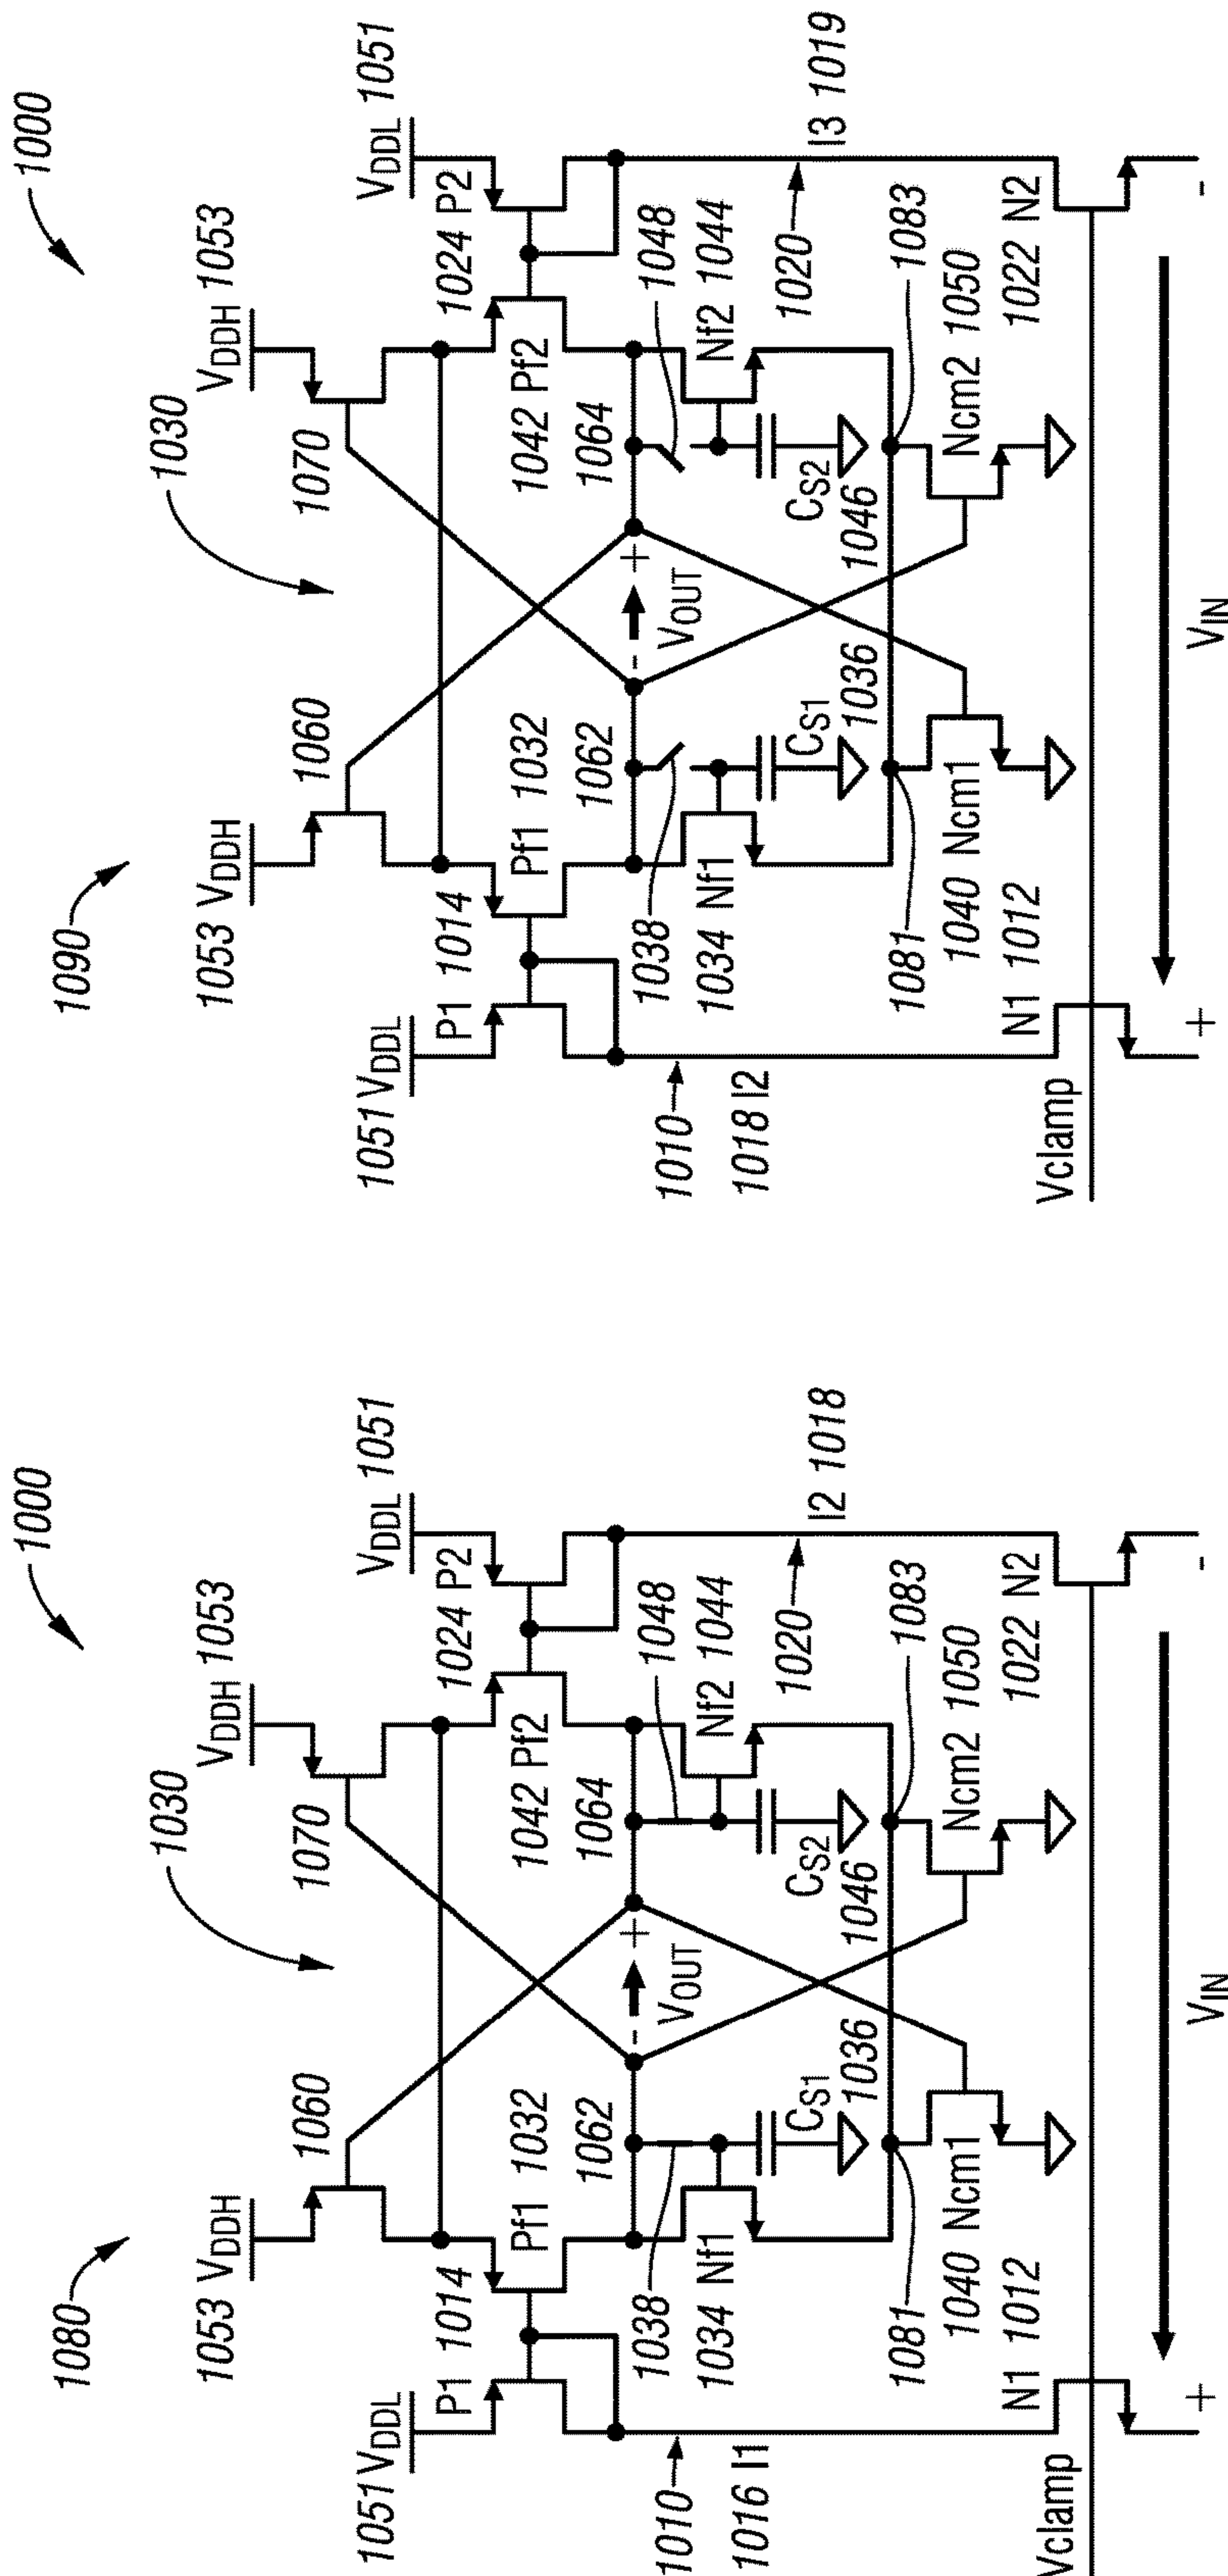 1080
1000
1053 VDDH
VDDH 1053
1030
1060
1070
1051 VDDL
VDDL 1051
P1 1014
1024 P2
Pf1 1032
1042 Pf2
1062
1064
- +
VOUT
1038
1048
1034 Nf1
Nf2 1044
CS1
1036
CS2
1046
1010
1016 I1
1020
I2 1018
1081
1083
1040 Ncm1
Ncm2 1050
N1 1012
1022 N2
Vclamp
+
-
VIN
1090
1000
1053 VDDH
VDDH 1053
1030
1060
1070
1051 VDDL
VDDL 1051
P1 1014
1024 P2
Pf1 1032
1042 Pf2
1062
1064
- +
VOUT
1038
1048
1034 Nf1
Nf2 1044
CS1
1036
CS2
1046
1010
1018 I2
1020
I3 1019
1081
1083
1040 Ncm1
Ncm2 1050
N1 1012
1022 N2
Vclamp
+
-
VIN